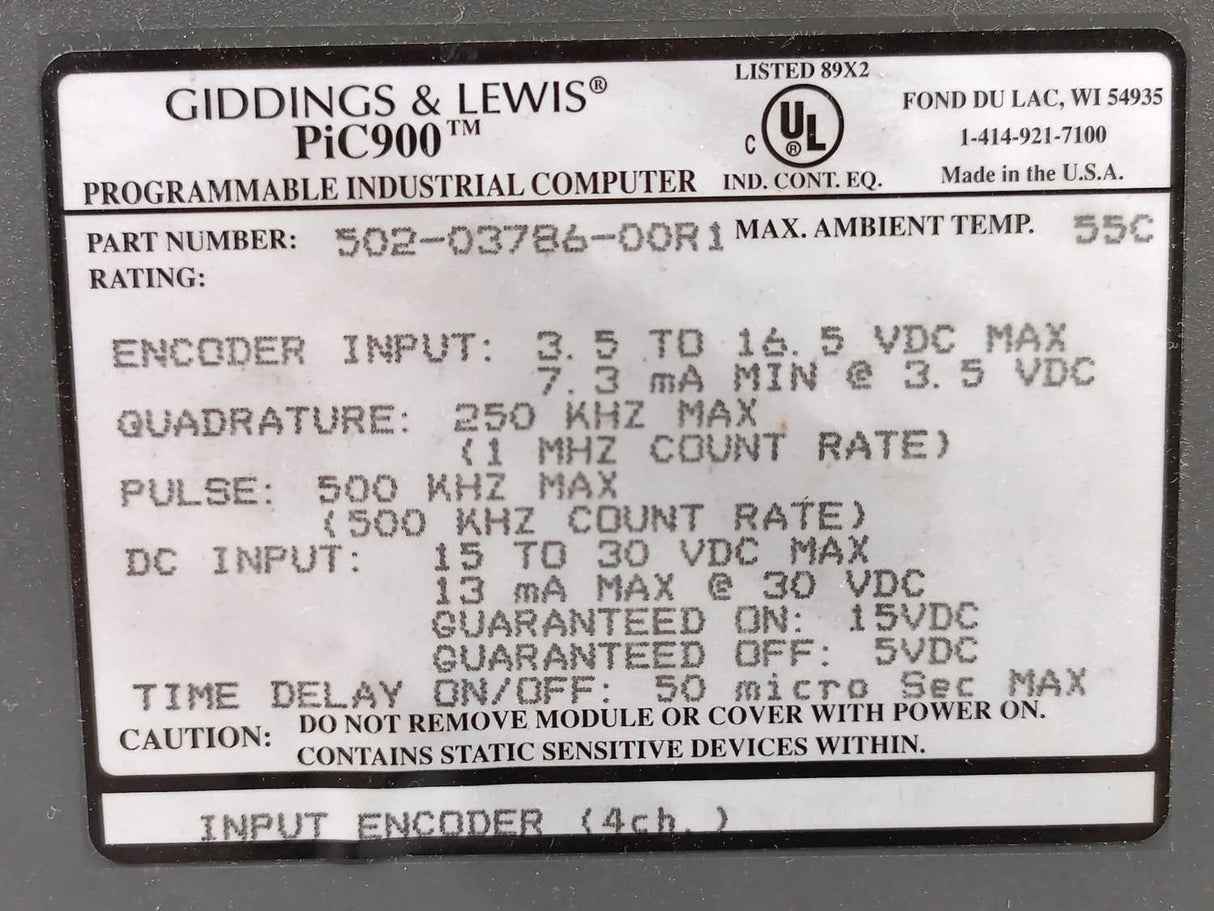 GIDDINGS & LEWIS®
PiC900™
PROGRAMMABLE INDUSTRIAL COMPUTER
LISTED 89X2
C UL ®
IND. CONT. EQ.
FOND DU LAC, WI 54935
1-414-921-7100
Made in the U.S.A.
PART NUMBER: 502-03786-00R1 MAX. AMBIENT TEMP. 55C
RATING:
ENCODER INPUT: 3.5 TO 16.5 VDC MAX
7.3 mA MIN @ 3.5 VDC
QUADRATURE: 250 KHZ MAX
(1 MHZ COUNT RATE)
PULSE: 500 KHZ MAX
(500 KHZ COUNT RATE)
DC INPUT: 15 TO 30 VDC MAX
13 mA MAX @ 30 VDC
GUARANTEED ON: 15VDC
GUARANTEED OFF: 5VDC
TIME DELAY ON/OFF: 50 micro Sec MAX
CAUTION: DO NOT REMOVE MODULE OR COVER WITH POWER ON.
CONTAINS STATIC SENSITIVE DEVICES WITHIN.
INPUT ENCODER (4ch.)